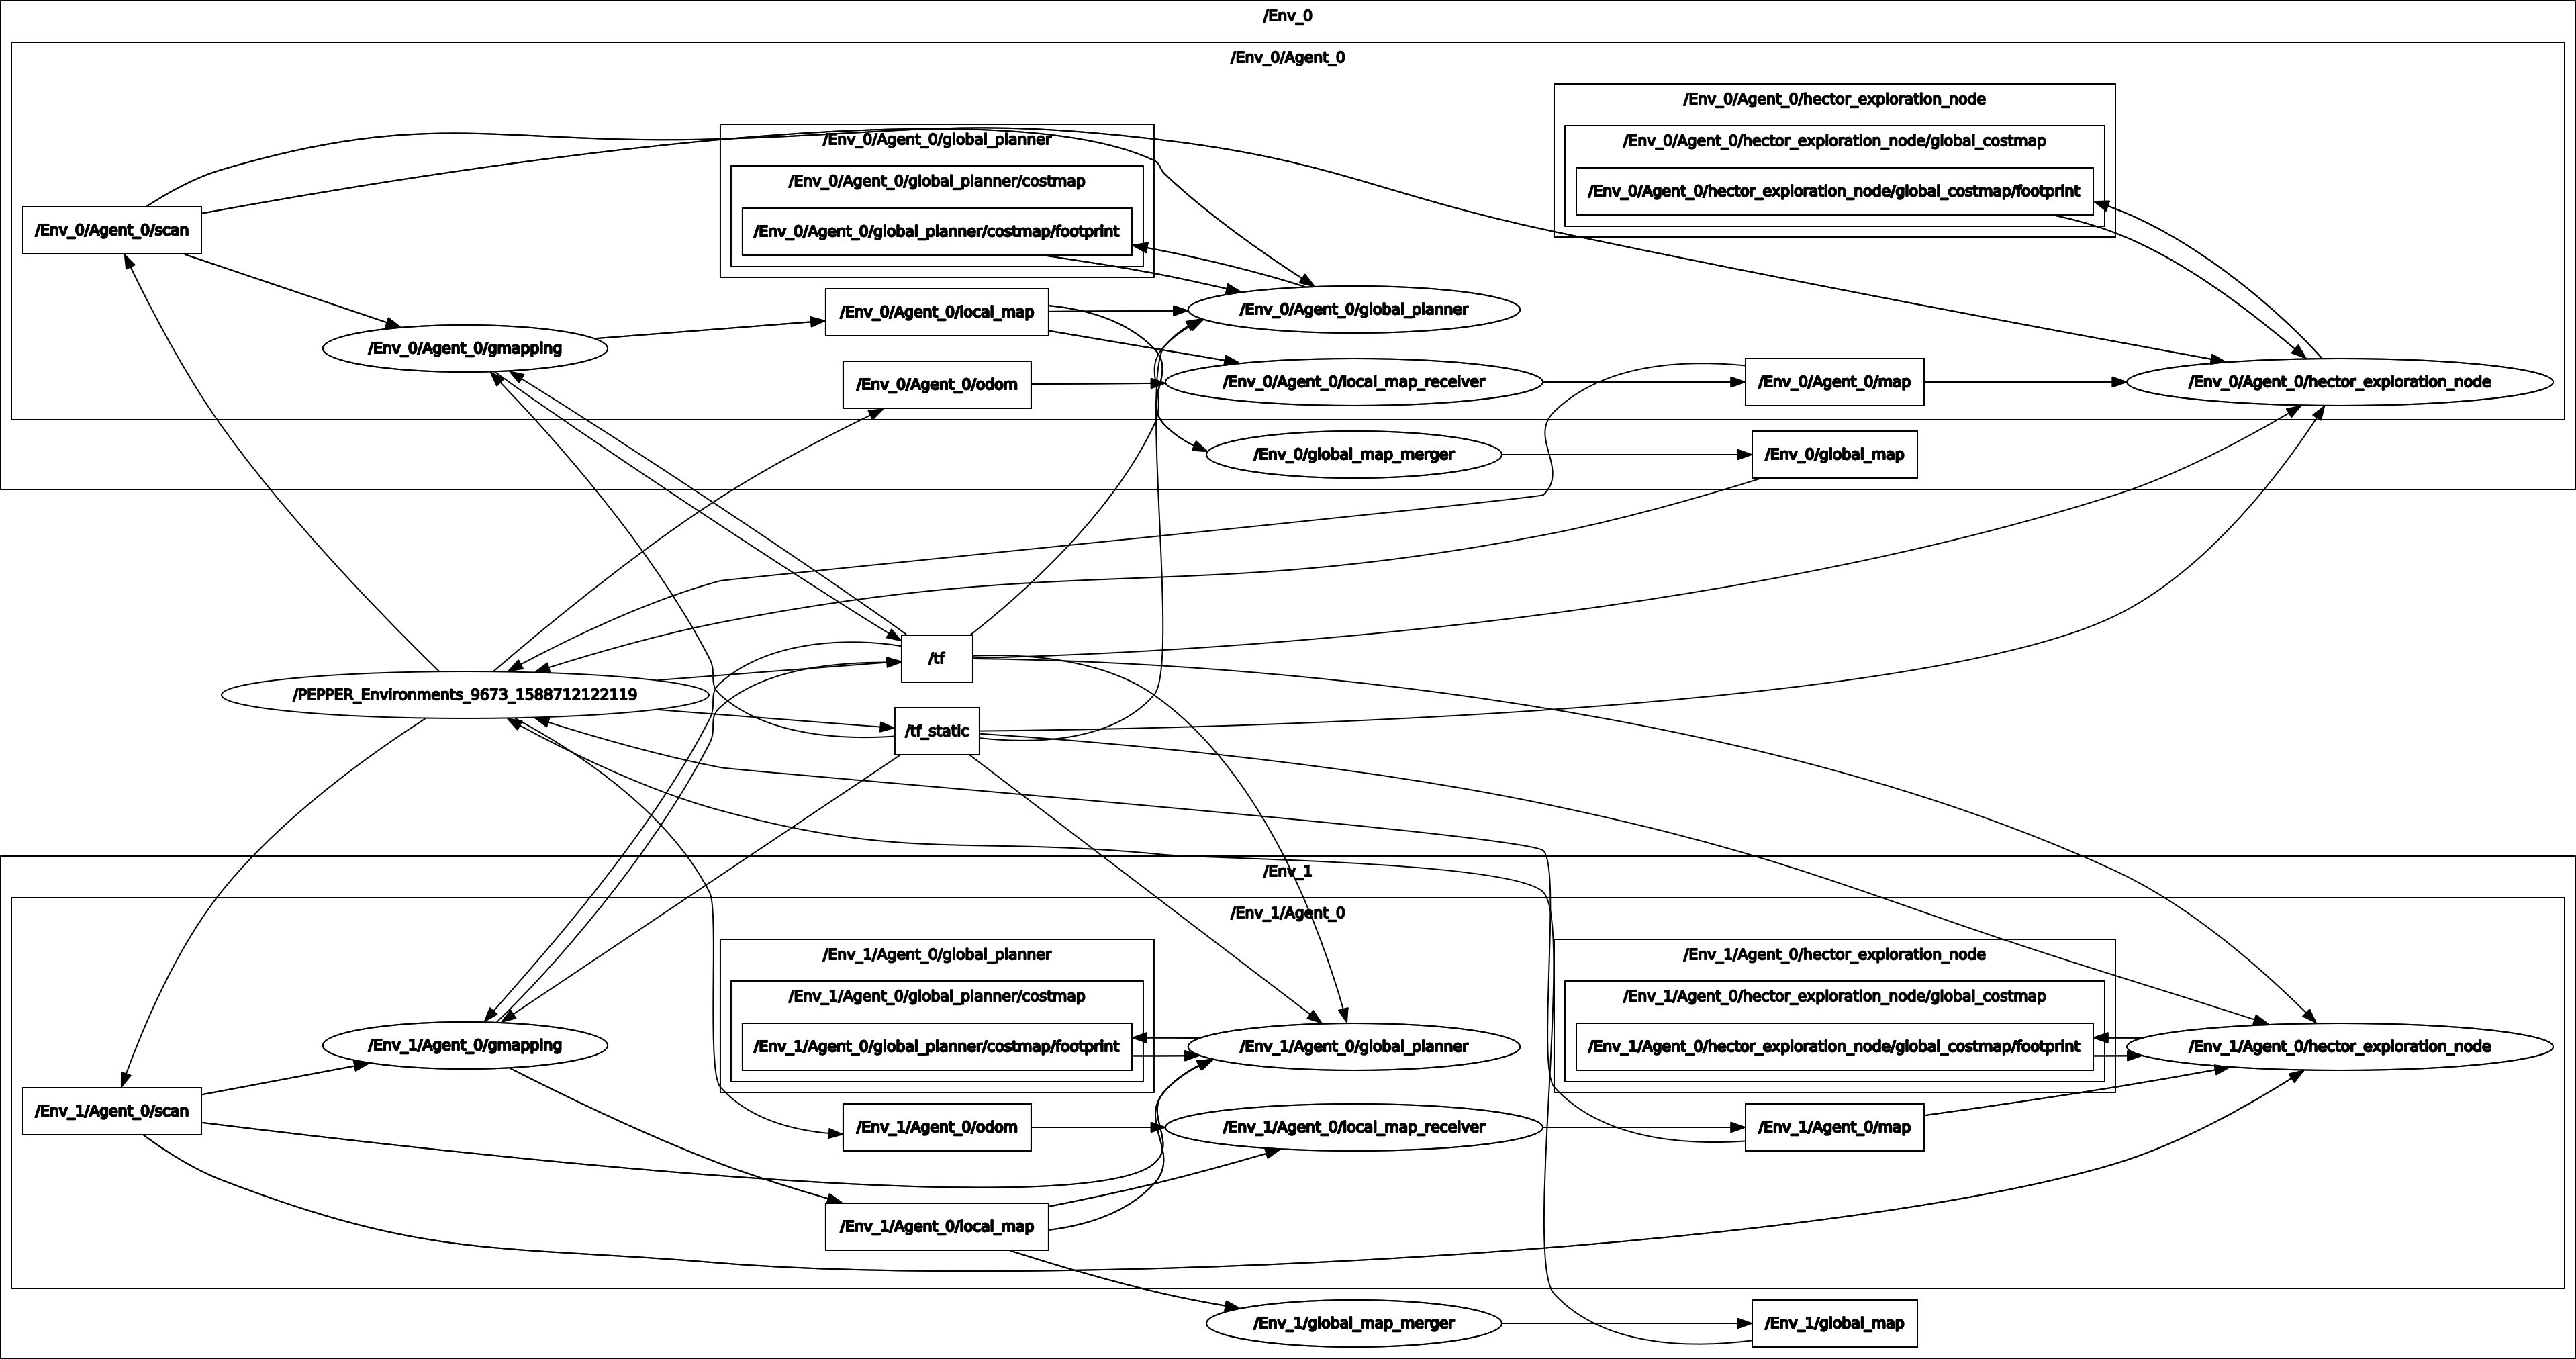 /Env_0
/Env_0/Agent_0
/Env_0/Agent_0/hector_exploration_node
/Env_0/Agent_0/global_planner
/Env_0/Agent_0/hector_exploration_node/global_costmap
/Env_0/Agent_0/global_planner/costmap
/Env_0/Agent_0/hector_exploration_node/global_costmap/footprint
/Env_0/Agent_0/scan
/Env_0/Agent_0/global_planner/costmap/footprint
/Env_0/Agent_0/local_map
/Env_0/Agent_0/global_planner
/Env_0/Agent_0/gmapping
/Env_0/Agent_0/odom
/Env_0/Agent_0/local_map_receiver
/Env_0/Agent_0/map
/Env_0/Agent_0/hector_exploration_node
/Env_0/global_map_merger
/Env_0/global_map
/tf
/PEPPER_Environments_9673_1588712122119
/tf_static
/Env_1
/Env_1/Agent_0
/Env_1/Agent_0/global_planner
/Env_1/Agent_0/hector_exploration_node
/Env_1/Agent_0/global_planner/costmap
/Env_1/Agent_0/hector_exploration_node/global_costmap
/Env_1/Agent_0/gmapping
/Env_1/Agent_0/global_planner/costmap/footprint
/Env_1/Agent_0/global_planner
/Env_1/Agent_0/hector_exploration_node/global_costmap/footprint
/Env_1/Agent_0/hector_exploration_node
/Env_1/Agent_0/scan
/Env_1/Agent_0/odom
/Env_1/Agent_0/local_map_receiver
/Env_1/Agent_0/map
/Env_1/Agent_0/local_map
/Env_1/global_map_merger
/Env_1/global_map